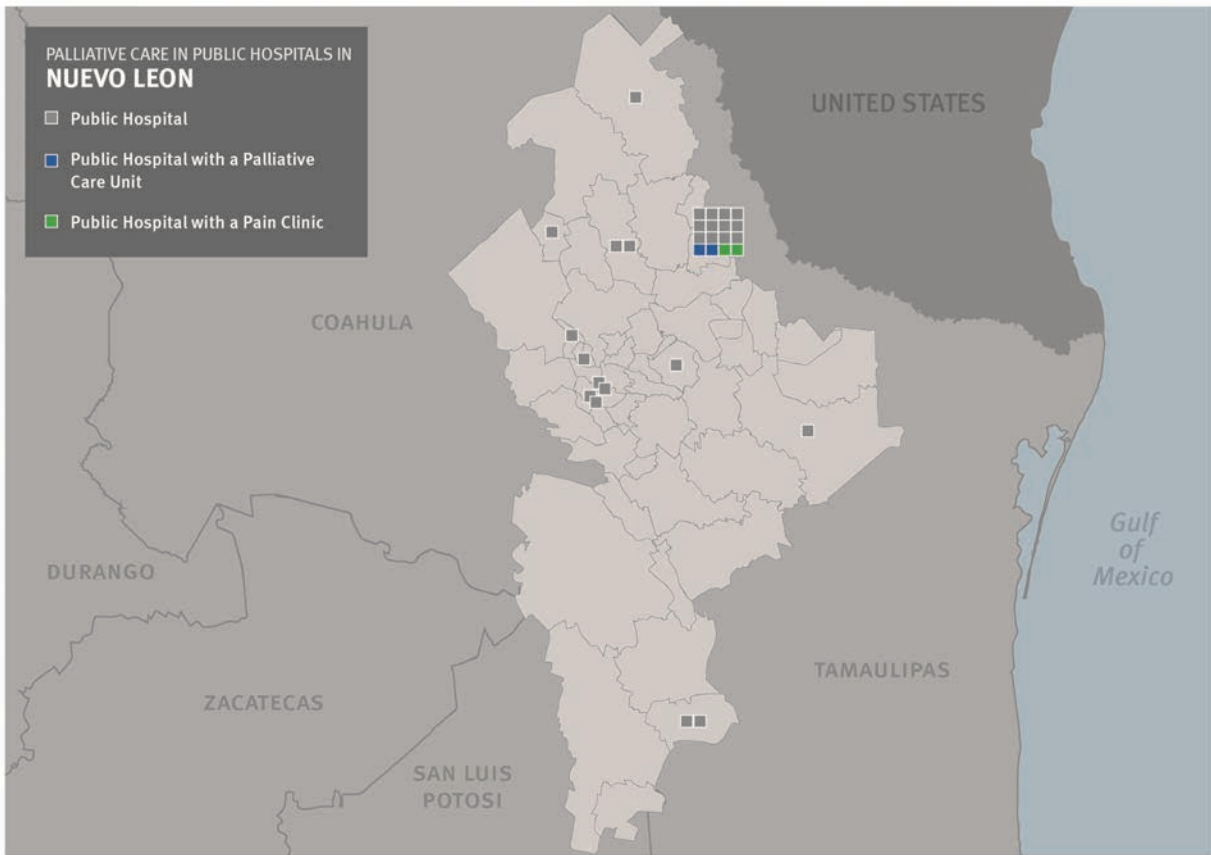 PALLIATIVE CARE IN PUBLIC HOSPITALS IN
NUEVO LEON
Public Hospital
Public Hospital with a Palliative
Care Unit
Public Hospital with a Pain Clinic
UNITED STATES
COAHULA
DURANGO
Gulf
of
Mexico
TAMAULIPAS
ZACATECAS
SAN LUIS
POTOSI